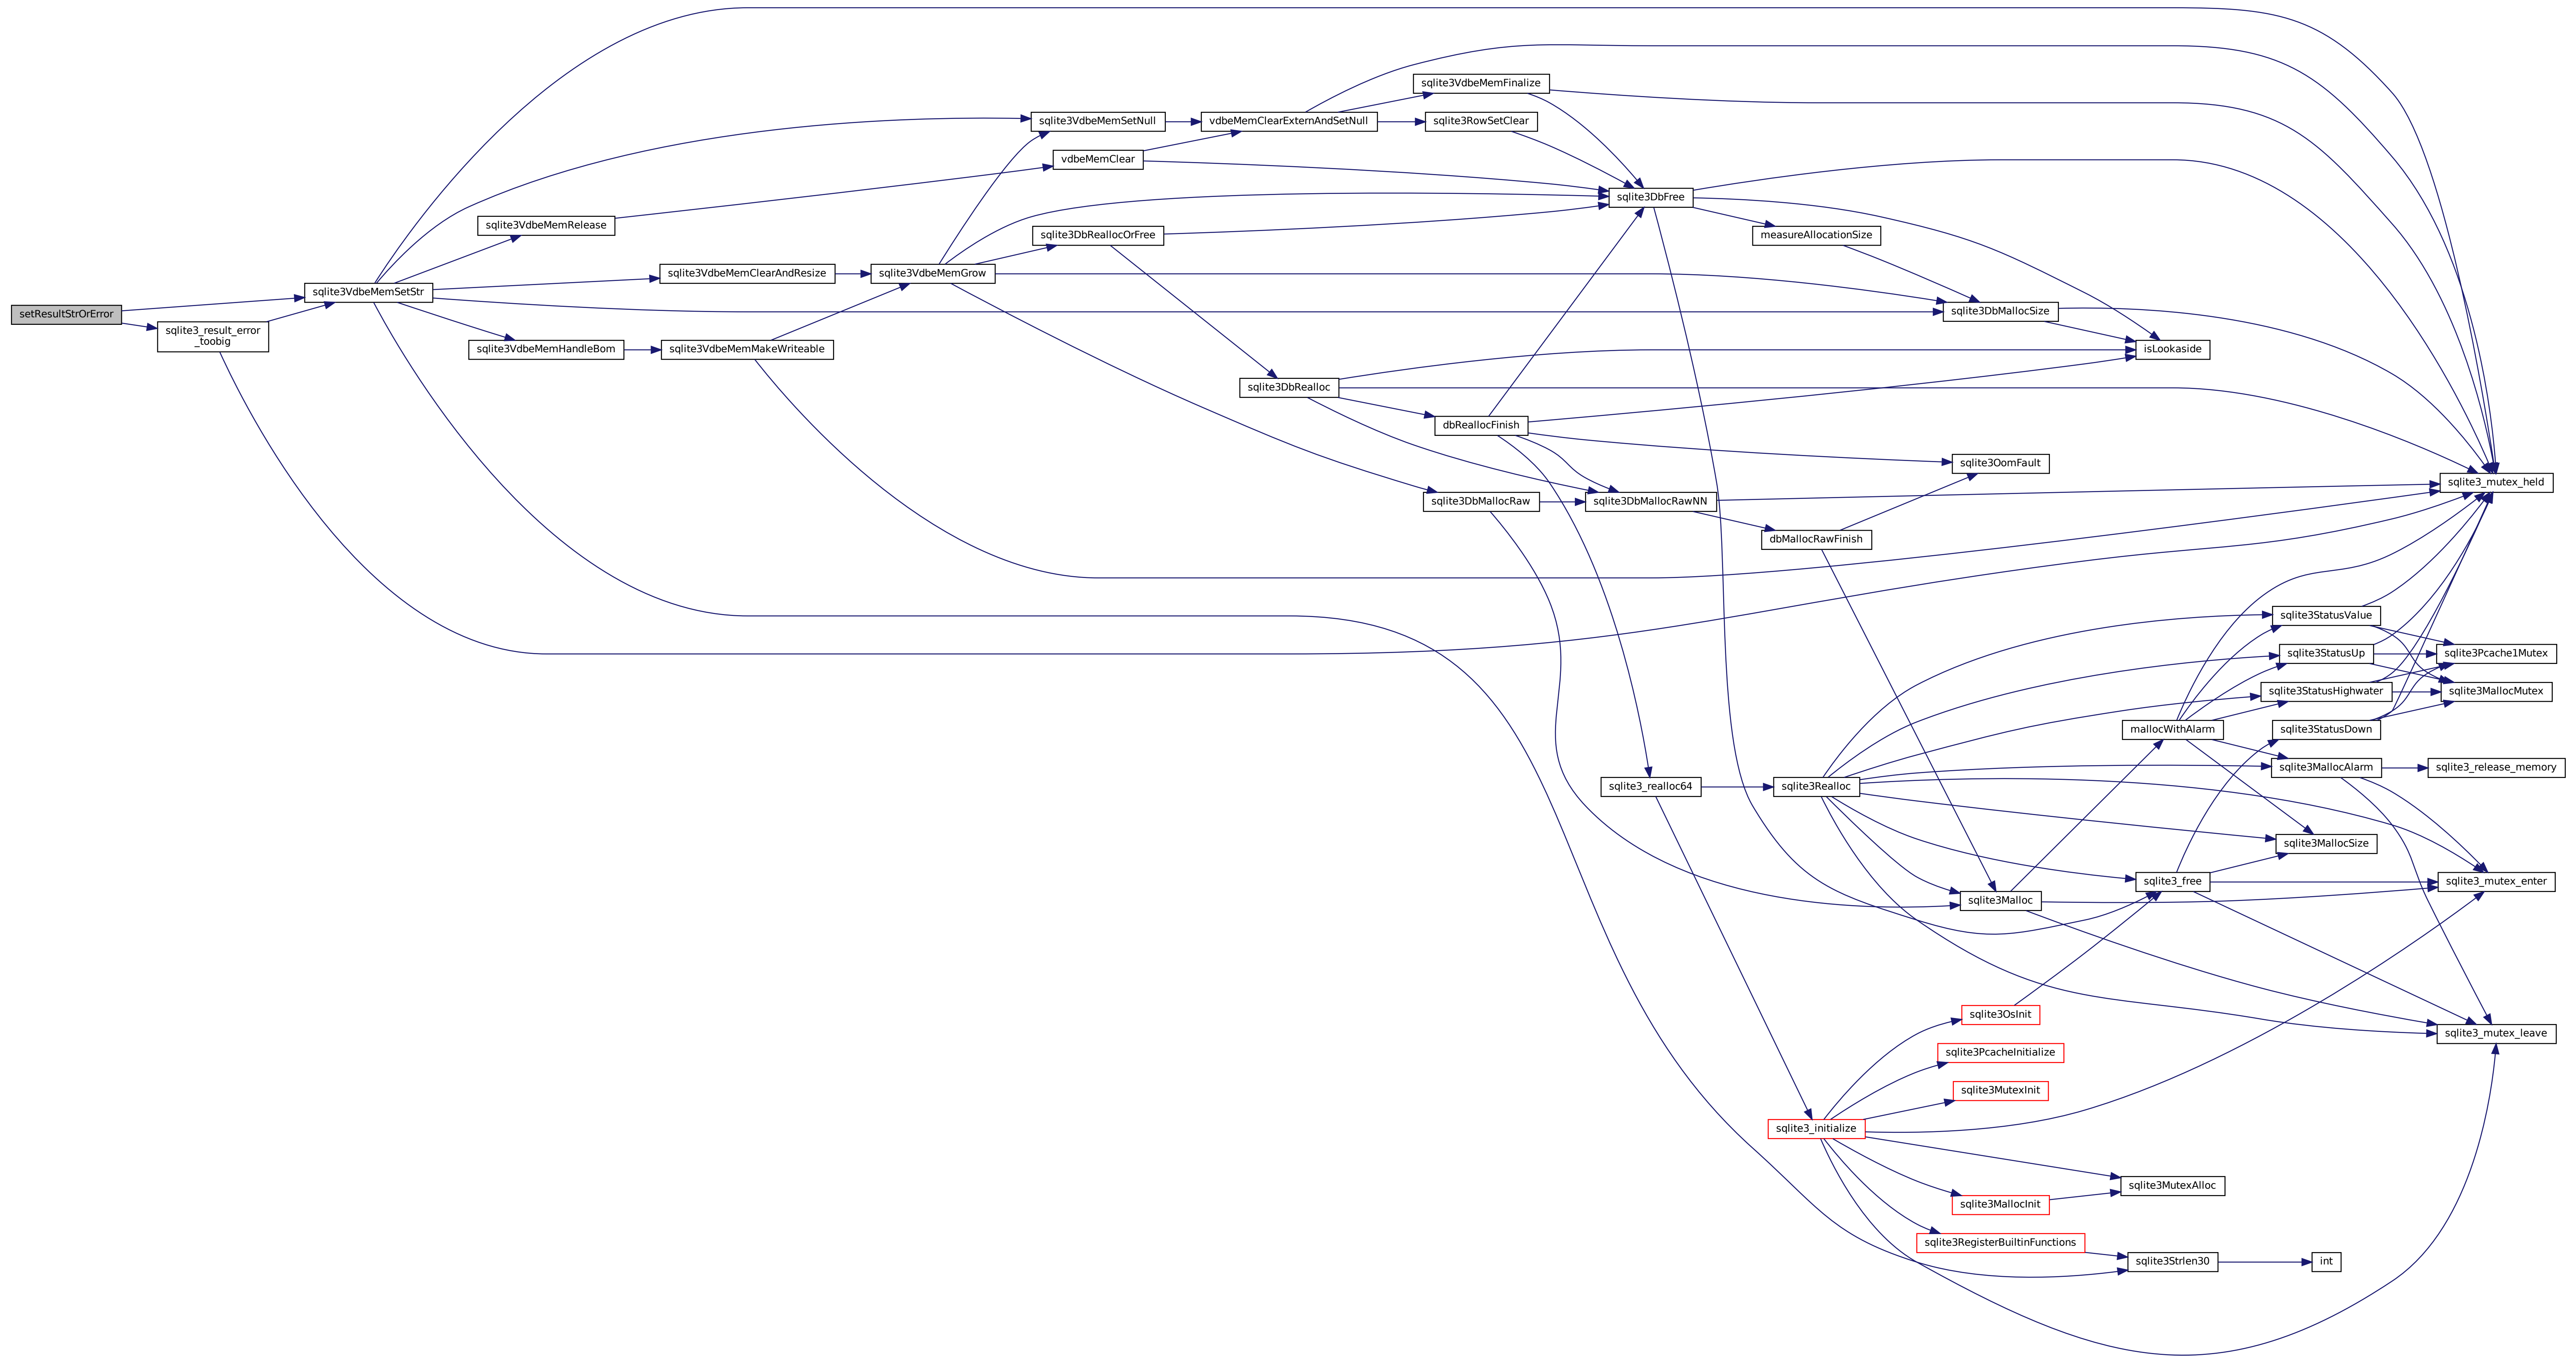 setResultStrOrError
sqlite3_result_error
_toobig
sqlite3VdbeMemSetStr
sqlite3VdbeMemRelease
sqlite3VdbeMemHandleBom
sqlite3VdbeMemClearAndResize
sqlite3VdbeMemMakeWriteable
sqlite3VdbeMemGrow
sqlite3VdbeMemSetNull
vdbeMemClear
sqlite3DbReallocOrFree
vdbeMemClearExternAndSetNull
sqlite3DbRealloc
sqlite3VdbeMemFinalize
sqlite3RowSetClear
dbReallocFinish
sqlite3DbMallocRaw
sqlite3DbFree
sqlite3DbMallocRawNN
sqlite3_realloc64
measureAllocationSize
dbMallocRawFinish
sqlite3Realloc
sqlite3_initialize
sqlite3DbMallocSize
sqlite3OomFault
sqlite3Malloc
sqlite3OsInit
sqlite3PcacheInitialize
sqlite3MutexInit
sqlite3MallocInit
sqlite3RegisterBuiltinFunctions
isLookaside
mallocWithAlarm
sqlite3_free
sqlite3MutexAlloc
sqlite3Strlen30
sqlite3StatusValue
sqlite3StatusUp
sqlite3StatusHighwater
sqlite3StatusDown
sqlite3MallocAlarm
sqlite3MallocSize
int
sqlite3_mutex_held
sqlite3Pcache1Mutex
sqlite3MallocMutex
sqlite3_release_memory
sqlite3_mutex_enter
sqlite3_mutex_leave